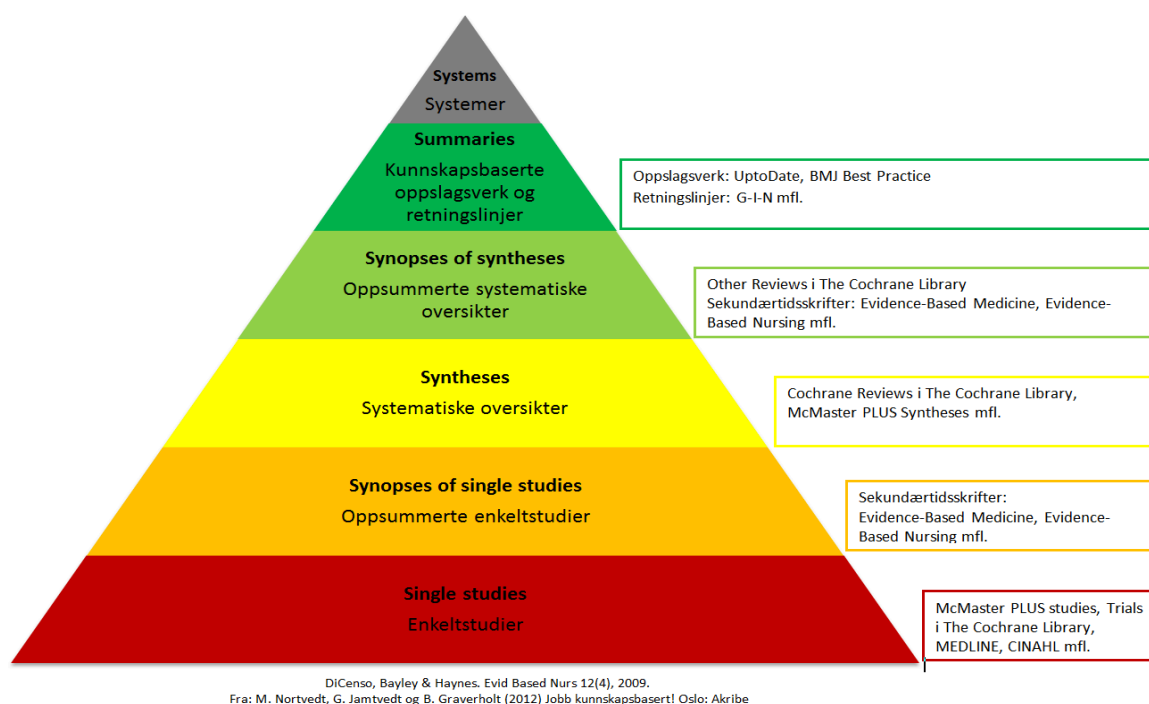 Systems
Systemer
Summaries
Kunnskapsbaserte
oppslagsverk og
retningslinjer
Oppslagsverk: UptoDate, BMJ Best Practice
Retningslinjer: G-I-N mfl.
Synopses of syntheses
Oppsummerte systematiske
oversikter
Other Reviews i The Cochrane Library
Sekundærtidsskrifter: Evidence-Based Medicine, Evidence-
Based Nursing mfl.
Syntheses
Systematiske oversikter
Cochrane Reviews i The Cochrane Library,
McMaster PLUS Syntheses mfl.
Synopses of single studies
Oppsummerte enkeltstudier
Sekundærtidsskrifter:
Evidence-Based Medicine, Evidence-
Based Nursing mfl.
Single studies
Enkeltstudier
McMaster PLUS studies, Trials
i The Cochrane Library,
MEDLINE, CINAHL mfl.
DiCenso, Bayley & Haynes. Evid Based Nurs 12(4), 2009.
Fra: M. Nortvedt, G. Jamtvedt og B. Graverholt (2012) Jobb kunnskapsbasert! Oslo: Akribe